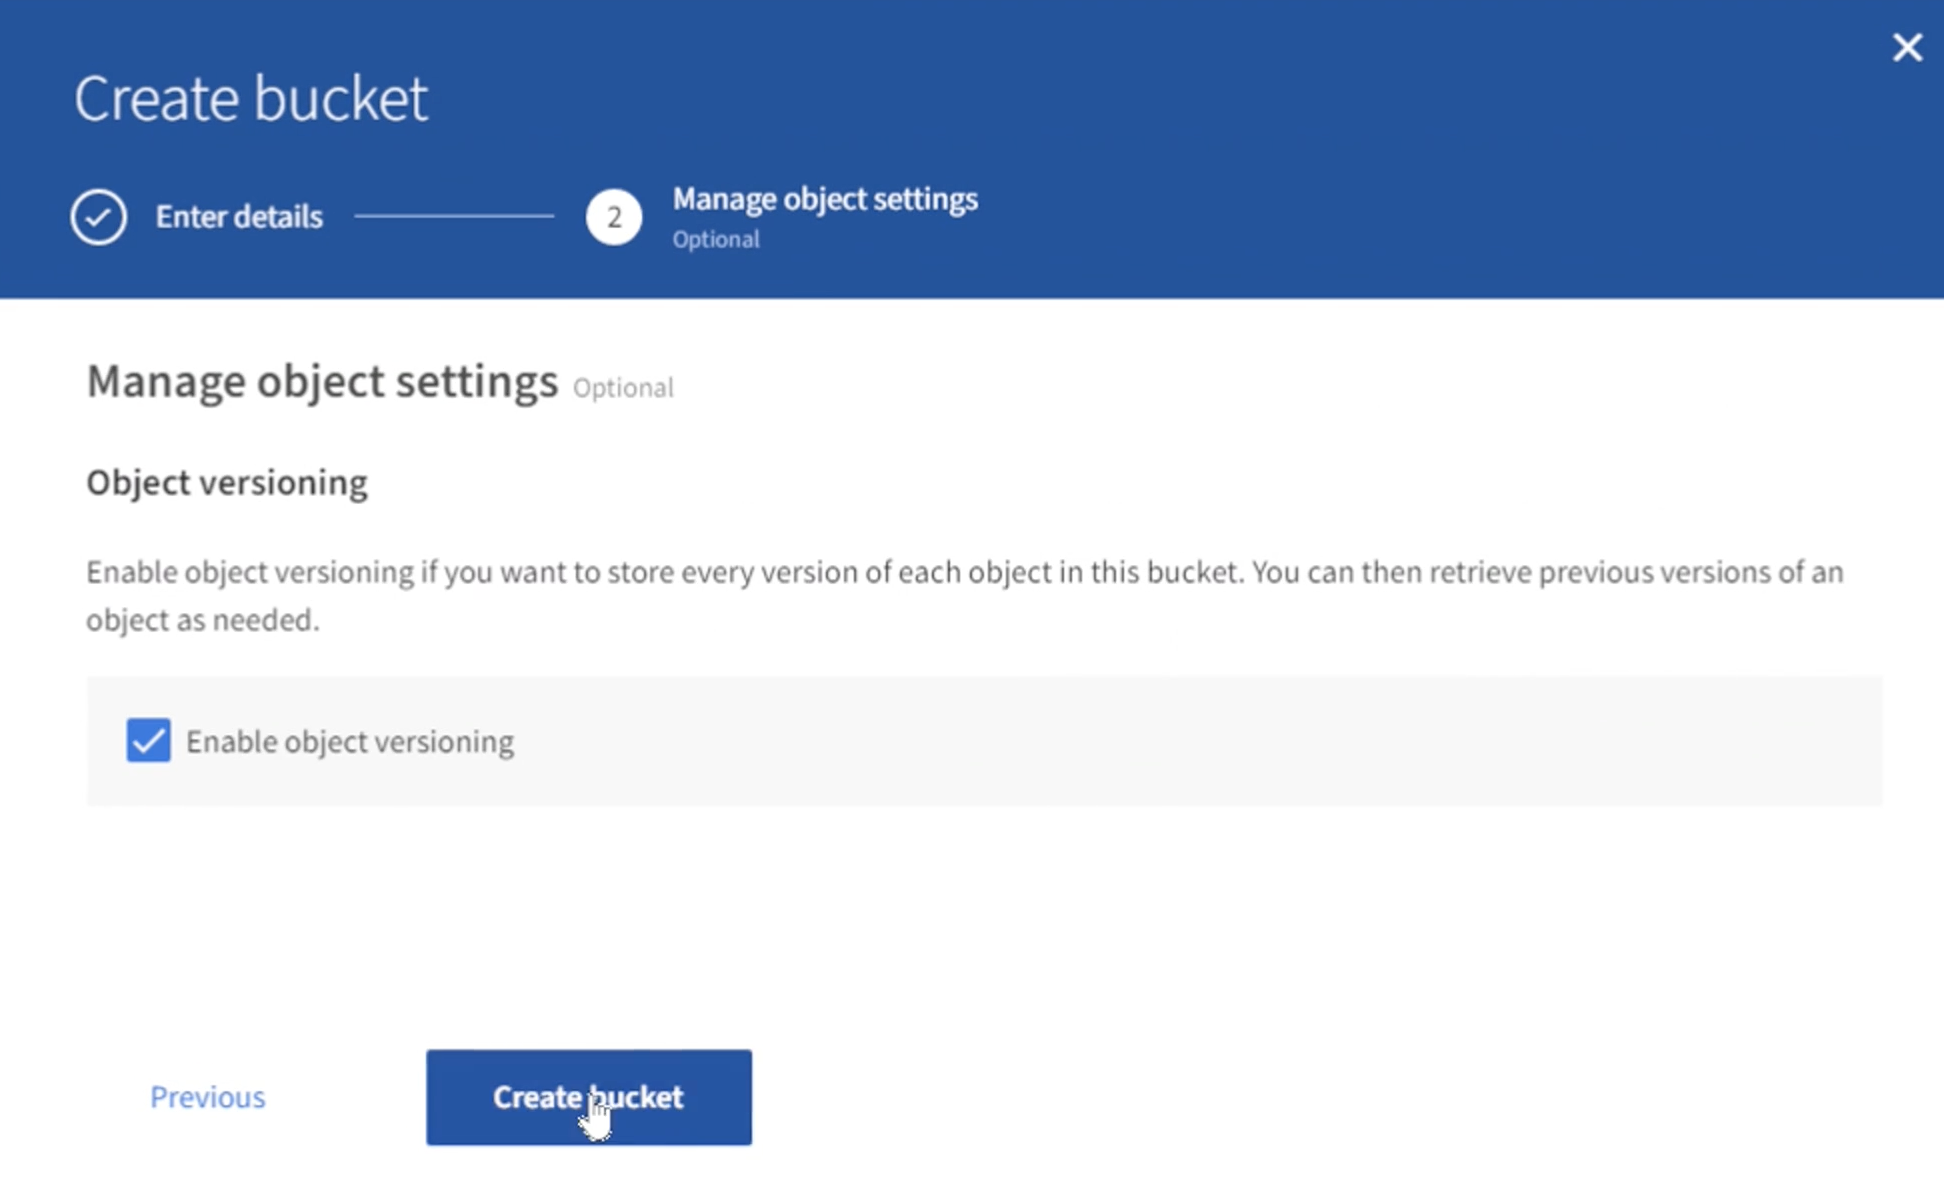 Create bucket
Enter details
2
Manage object settings
Optional
Manage object settings Optional
Object versioning
Enable object versioning if you want to store every version of each object in this bucket. You can then retrieve previous versions of an
object as needed.
Enable object versioning
Previous
Create bucket